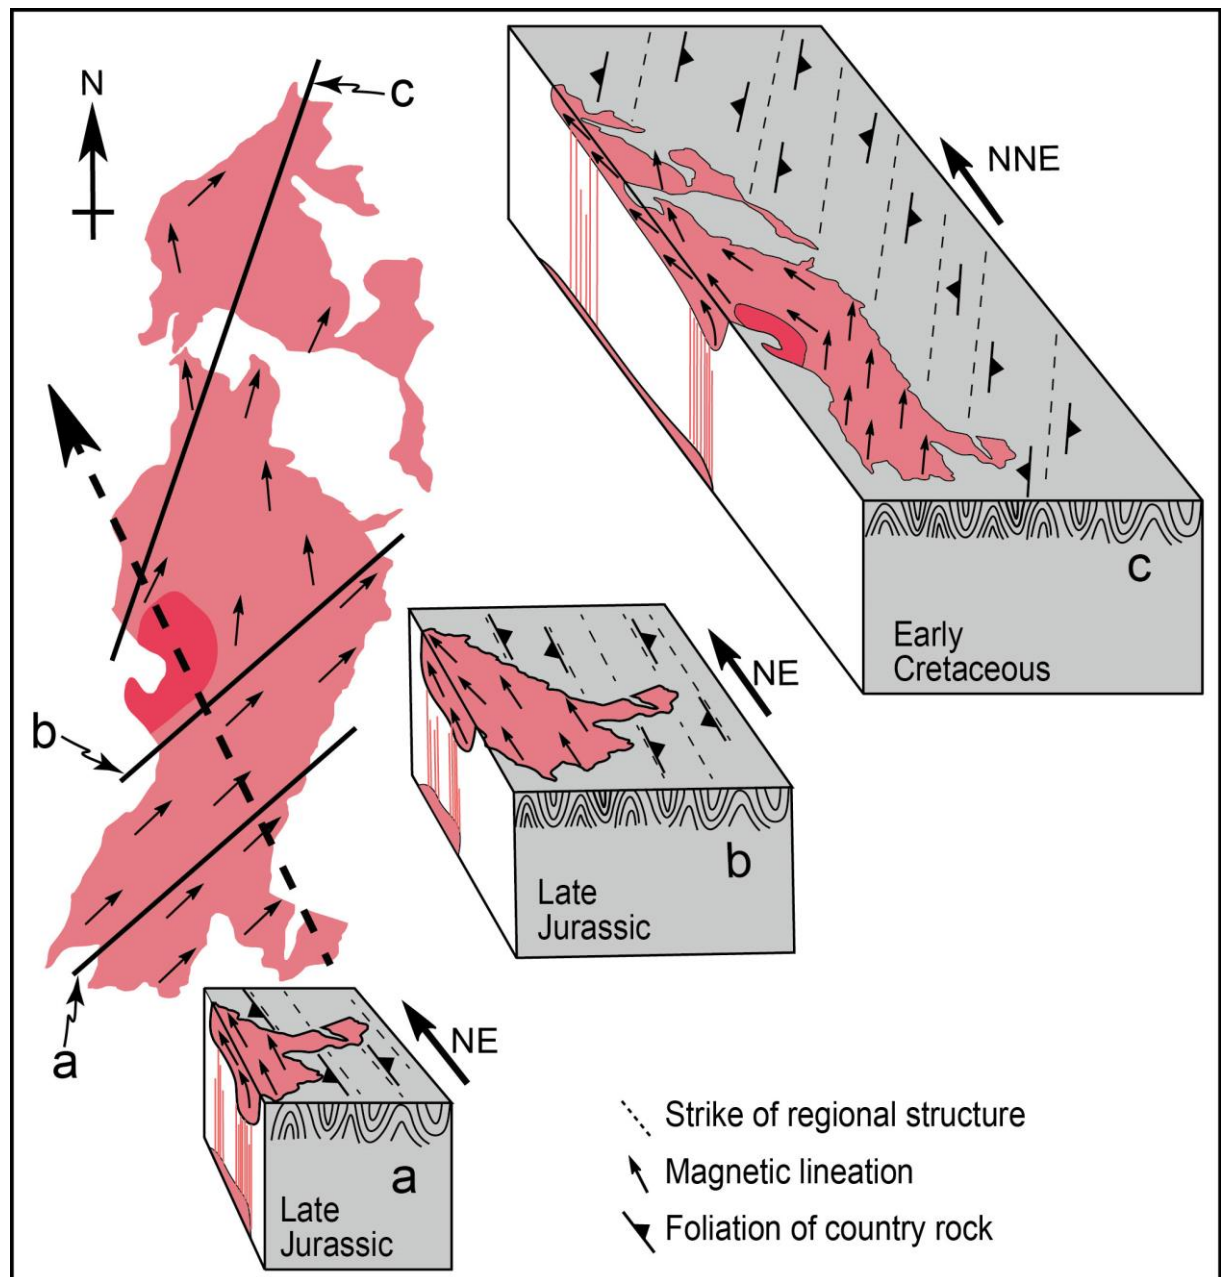 N
c
NNE
c
Early
Cretaceous
b
NE
b
Late
Jurassic
a
NE
a
Late
Jurassic
Strike of regional structure
Magnetic lineation
Foliation of country rock